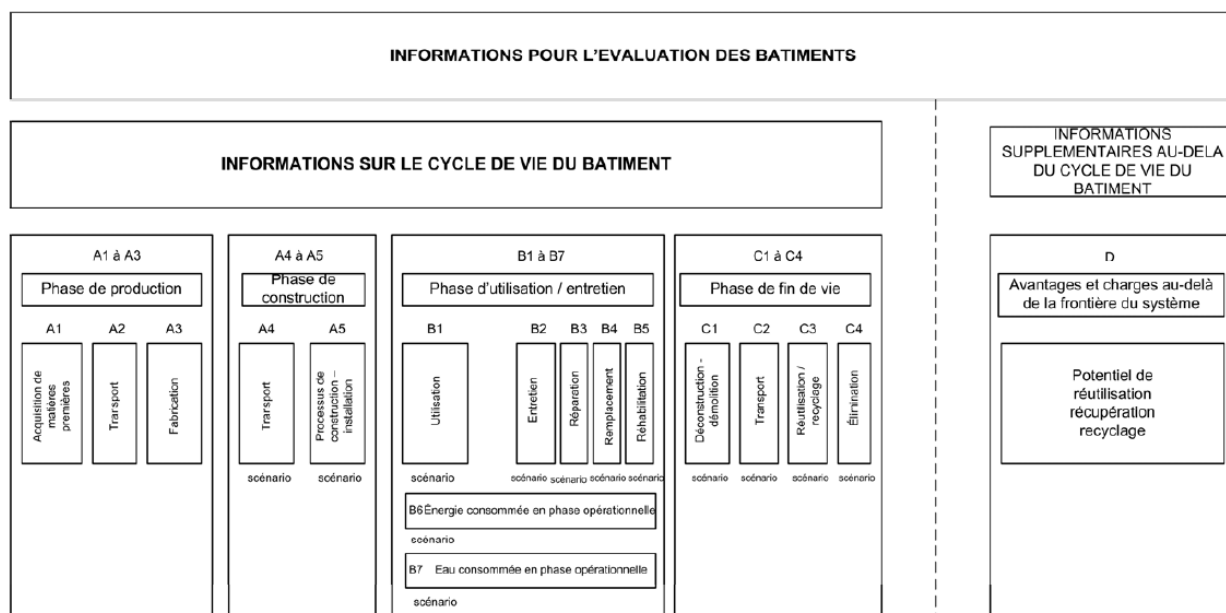 INFORMATIONS POUR L'EVALUATION DES BATIMENTS
INFORMATIONS SUR LE CYCLE DE VIE DU BATIMENT
INFORMATIONS
SUPPLEMENTAIRES AU-DELA
DU CYCLE DE VIE DU
BATIMENT
A1 à A3
Phase de production
A1
A2
A3
Acquisition de
matières
premières
Transport
Fabrication
A4 à A5
Phase de
construction
A4
A5
Transport
Processus de
construction –
installation
scénario
scénario
B1 à B7
Phase d'utilisation / entretien
B1
B2
B3
B4
B5
Utilisation
Entretien
Réparation
Remplacement
Réhabilitation
scénario
scénario
scénario
scénario
scénario
B6 Énergie consommée en phase opérationnelle
scénario
B7 Eau consommée en phase opérationnelle
scénario
C1 à C4
Phase de fin de vie
C1
C2
C3
C4
Déconstruction -
démolition
Transport
Réutilisation /
recyclage
Élimination
scénario
scénario
scénario
scénario
D
Avantages et charges au-delà
de la frontière du système
Potentiel de
réutilisation
récupération
recyclage